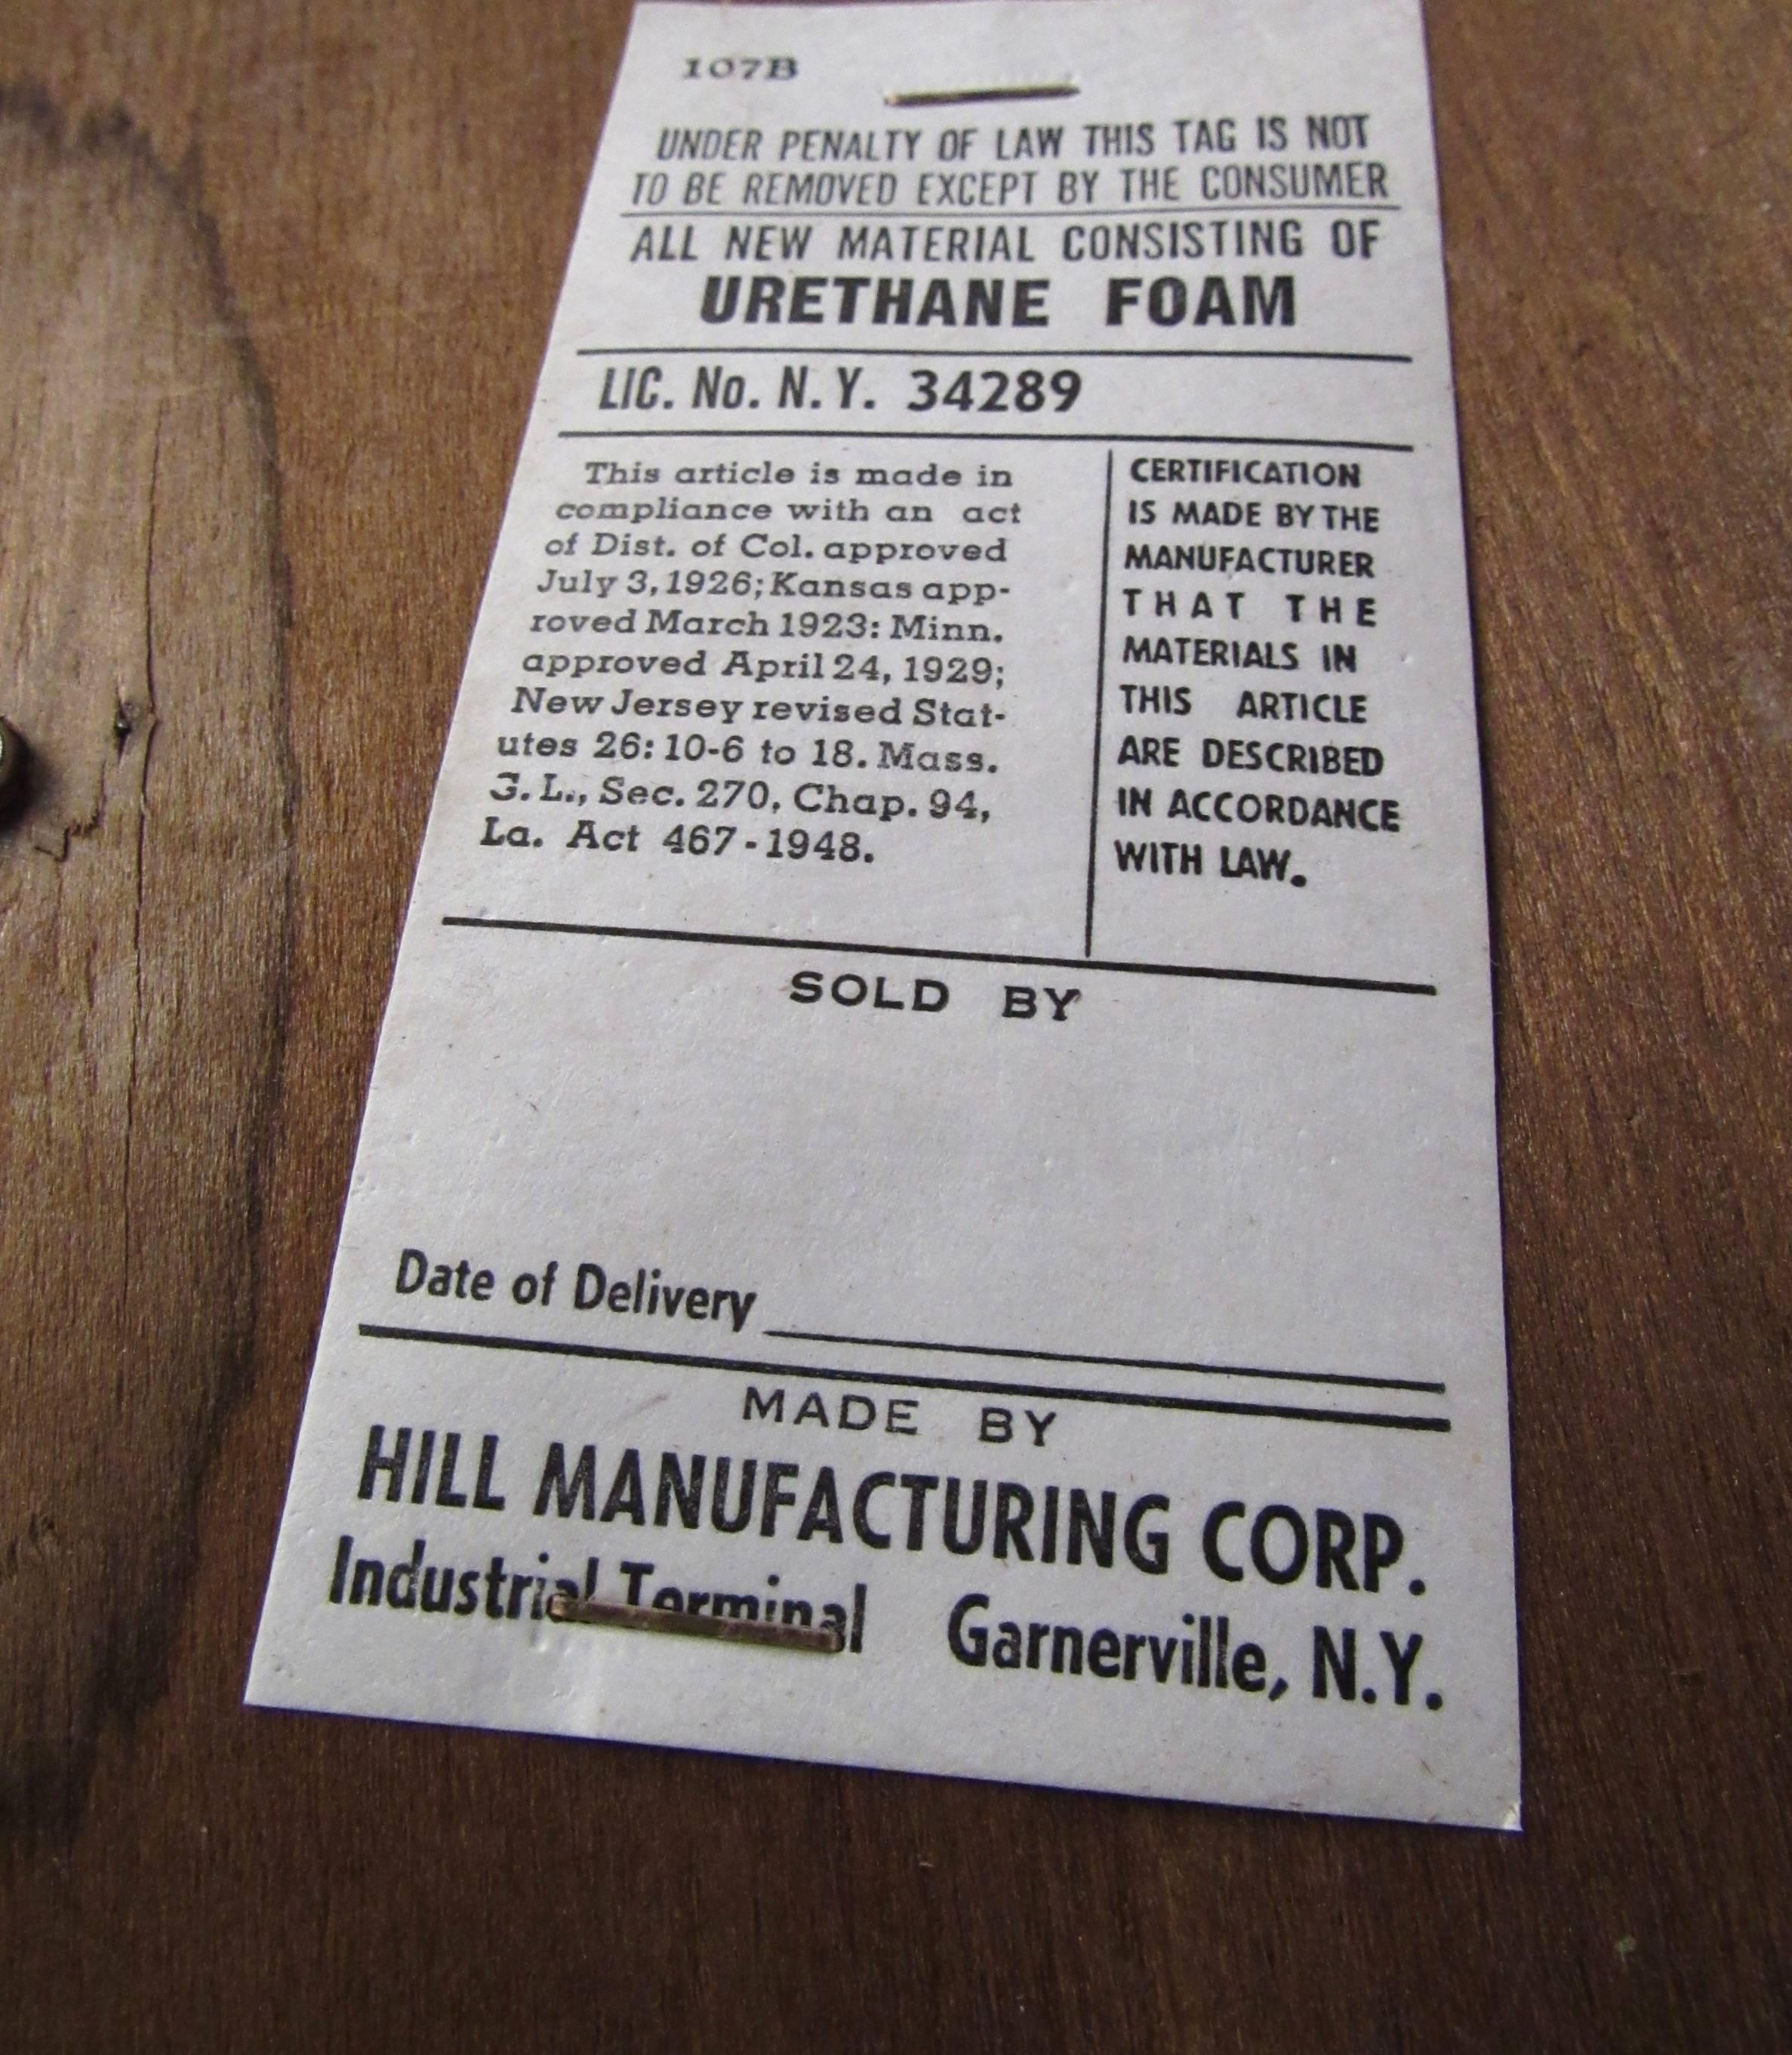 107B
UNDER PENALTY OF LAW THIS TAG IS NOT
TO BE REMOVED EXCEPT BY THE CONSUMER
ALL NEW MATERIAL CONSISTING OF
URETHANE FOAM
LIC. No. N. Y. 34289
This article is made in
compliance with an act
of Dist. of Col. approved
July 3, 1926; Kansas app-
roved March 1923: Minn.
approved April 24, 1929;
New Jersey revised Stat-
utes 26: 10-6 to 18. Mass.
G. L., Sec. 270, Chap. 94,
La. Act 467-1948.
CERTIFICATION
IS MADE BY THE
MANUFACTURER
THAT THE
MATERIALS IN
THIS ARTICLE
ARE DESCRIBED
IN ACCORDANCE
WITH LAW.
SOLD BY
Date of Delivery
MADE BY
HILL MANUFACTURING CORP.
Industrial Terminal Garnerville, N.Y.